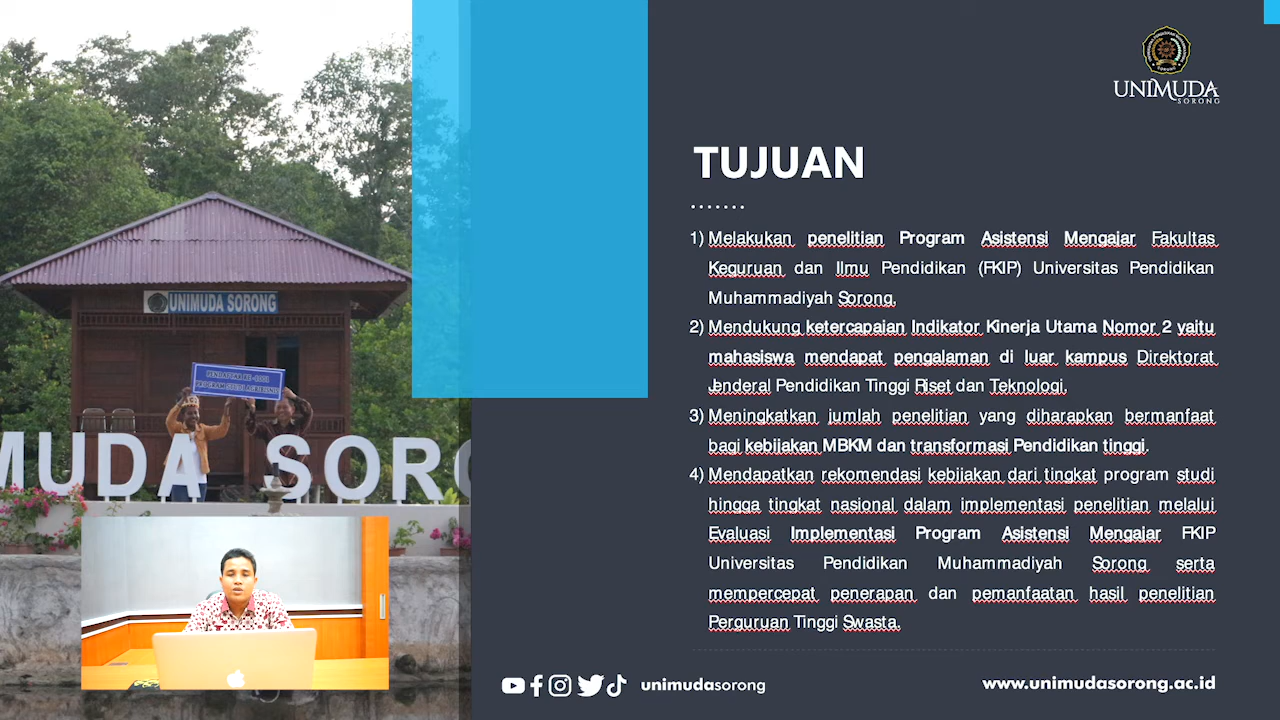 UNIMUDA
SORONG
TUJUAN
1) Melakukan penelitian Program Asistensi Mengajar Fakultas
Keguruan dan Ilmu Pendidikan (FKIP) Universitas Pendidikan
Muhammadiyah Sorong.
2) Mendukung ketercapaian Indikator Kinerja Utama Nomor 2 yaitu
mahasiswa mendapat pengalaman di luar kampus Direktorat
Jenderal Pendidikan Tinggi Riset dan Teknologi.
3) Meningkatkan jumlah penelitian yang diharapkan bermanfaat
bagi kebijakan MBKM dan transformasi Pendidikan tinggi.
4) Mendapatkan rekomendasi kebijakan dari tingkat program studi
hingga tingkat nasional dalam implementasi penelitian melalui
Evaluasi Implementasi Program Asistensi Mengajar FKIP
Universitas Pendidikan Muhammadiyah Sorong serta
mempercepat penerapan dan pemanfaatan hasil penelitian
Perguruan Tinggi Swasta.
UNIMUDA SORONG
PROGRAM STUDI AGRIBISNIS
MUDA SORO
unimudasorong
www.unimudasorong.ac.id